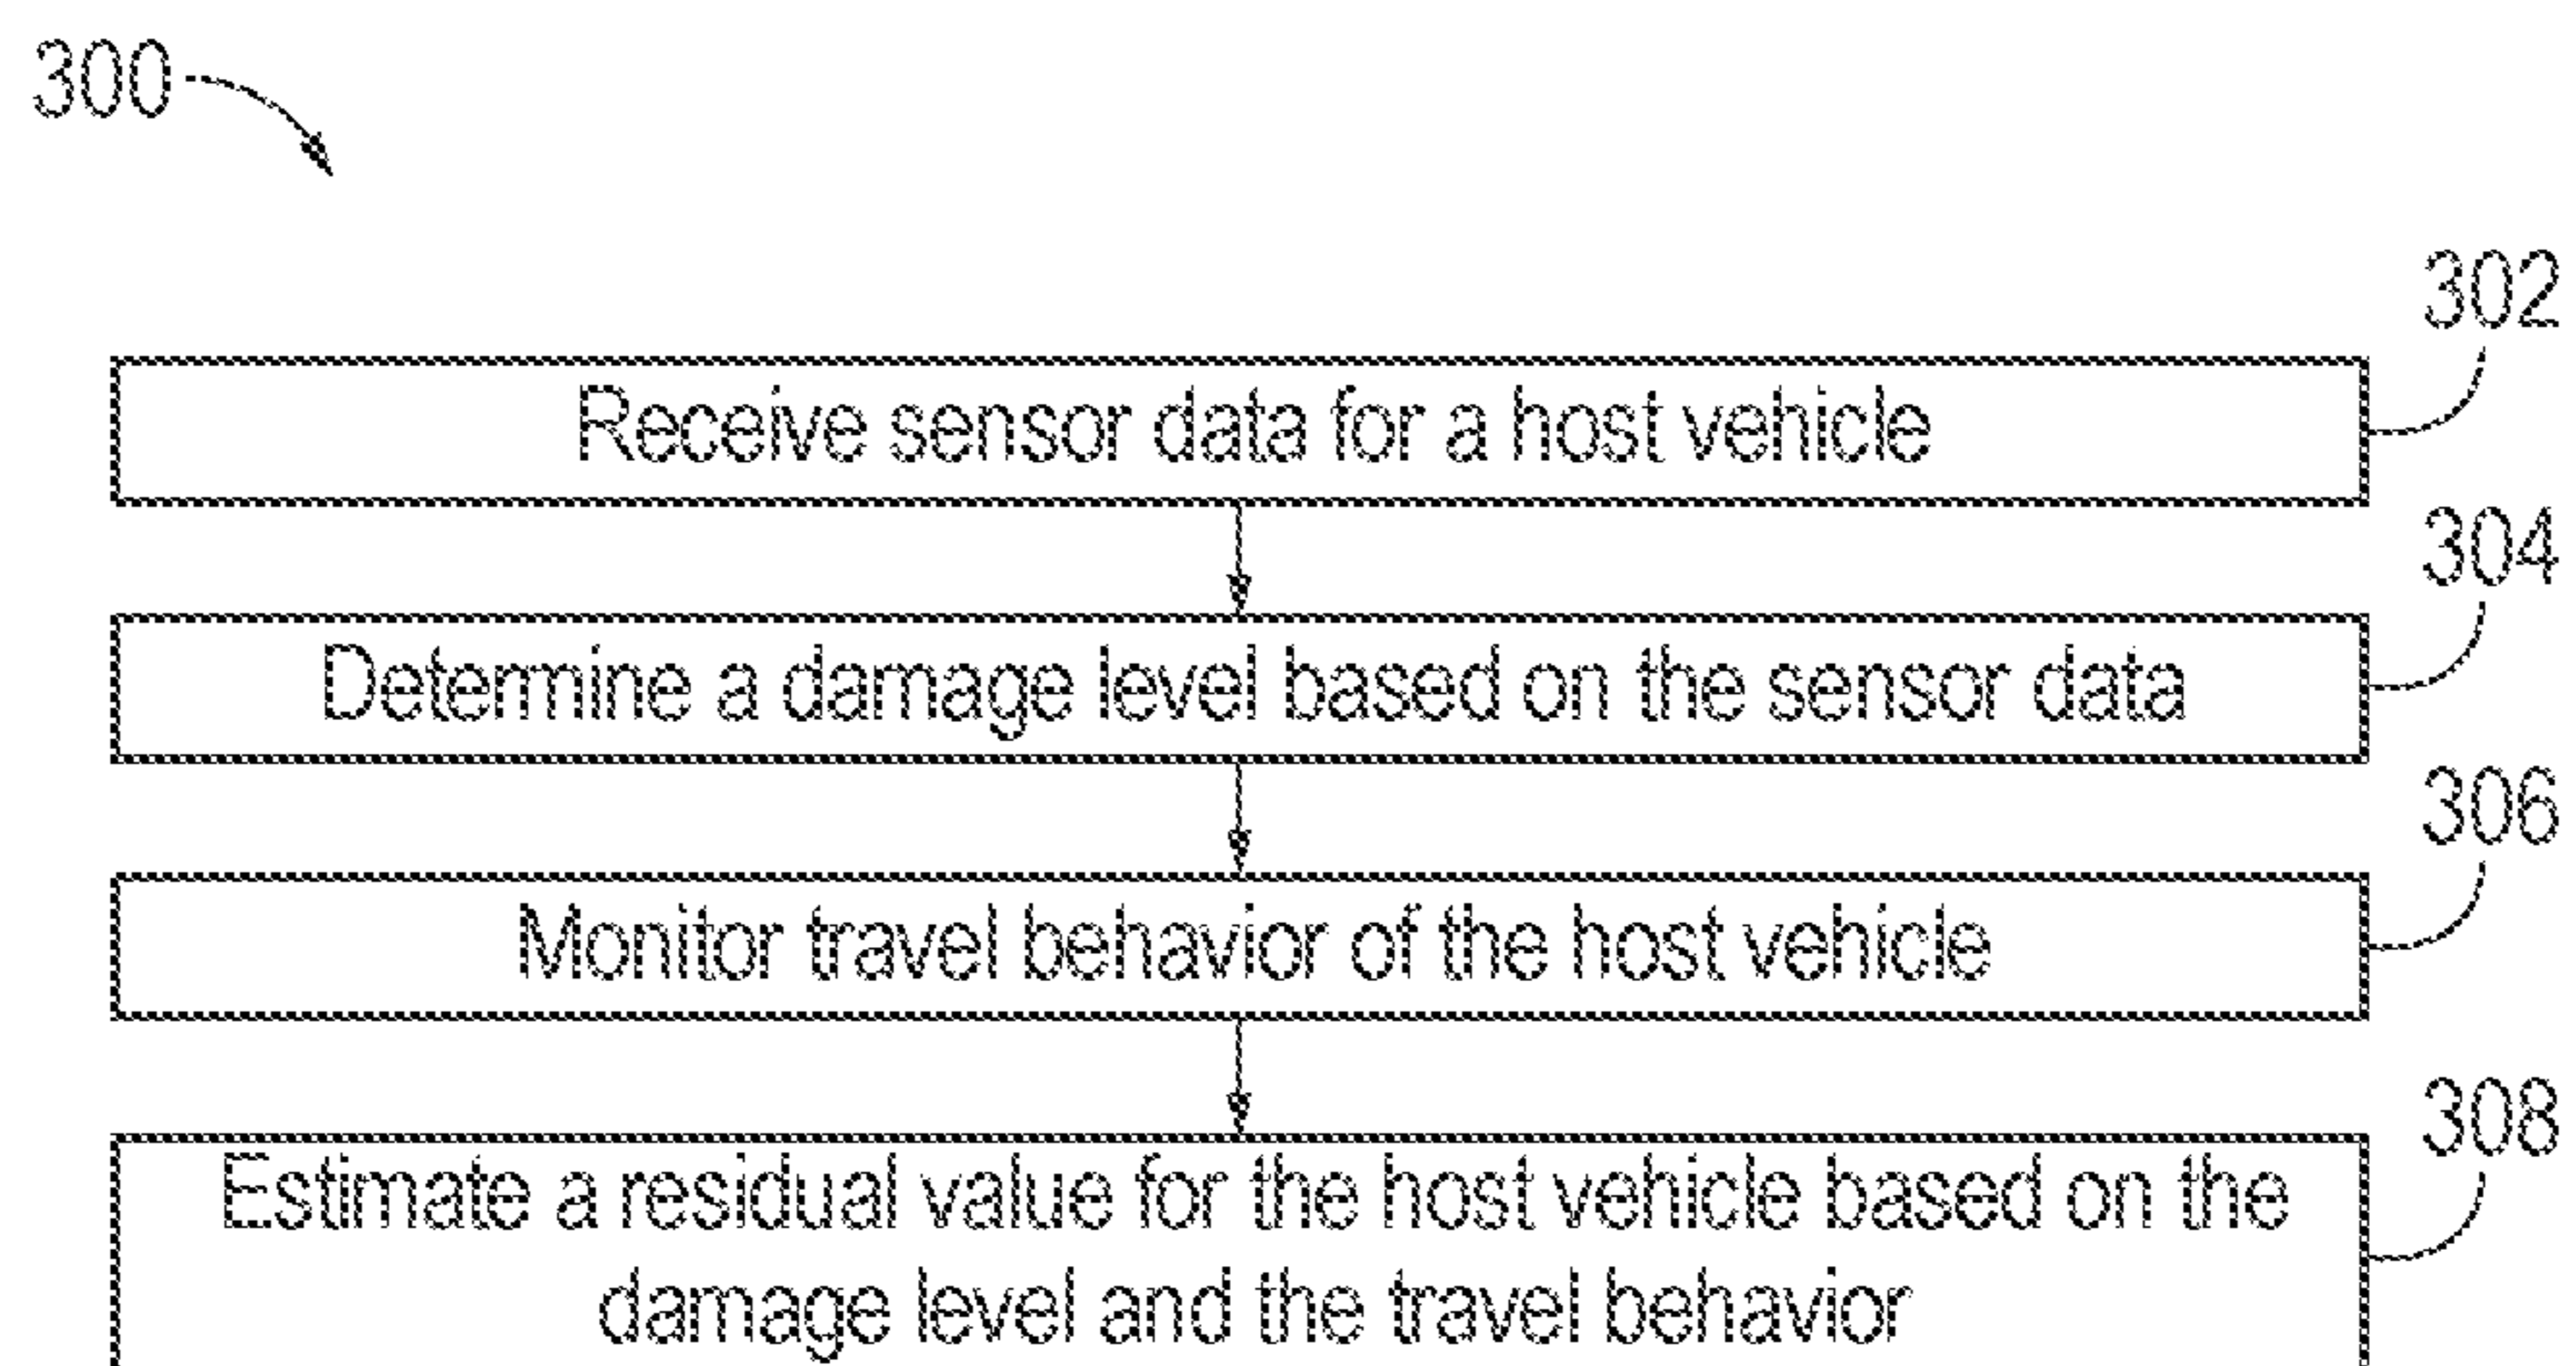 300
302
Receive sensor data for a host vehicle
304
Determine a damage level based on the sensor data
306
Monitor travel behavior of the host vehicle
308
Estimate a residual value for the host vehicle based on the
damage level and the travel behavior